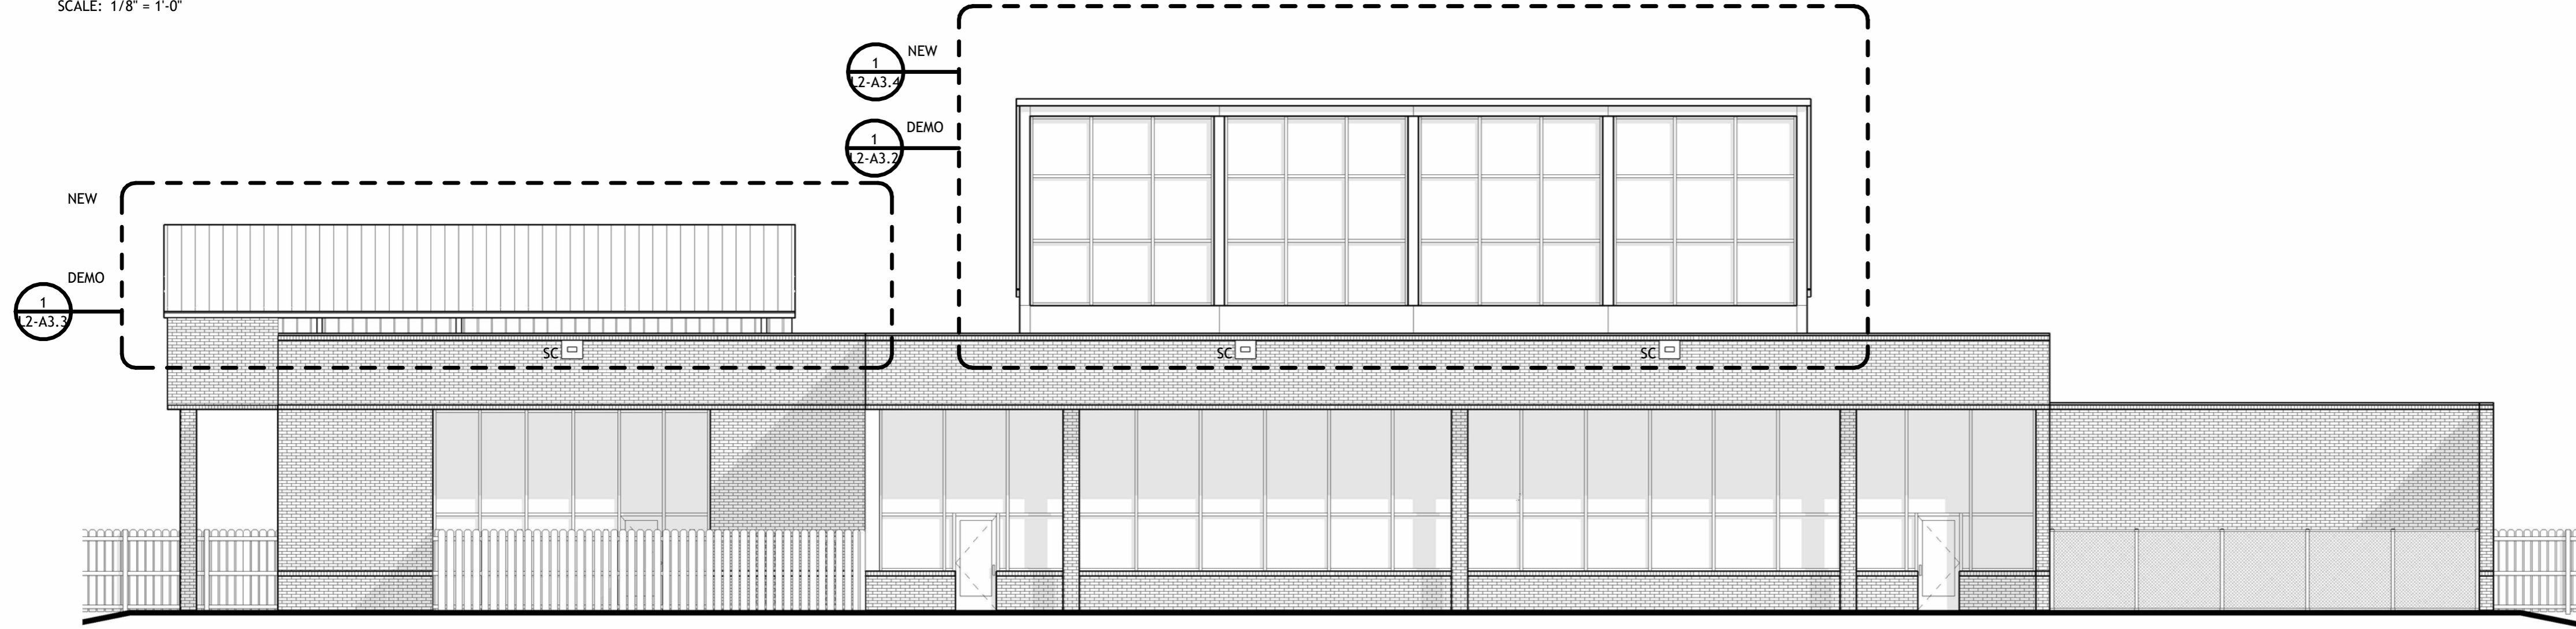 SCALE: 1/8" = 1'-0"
NEW
1
L2-A3.4
DEMO
1
L2-A3.2
NEW
DEMO
1
L2-A3.3
SC
SC
SC